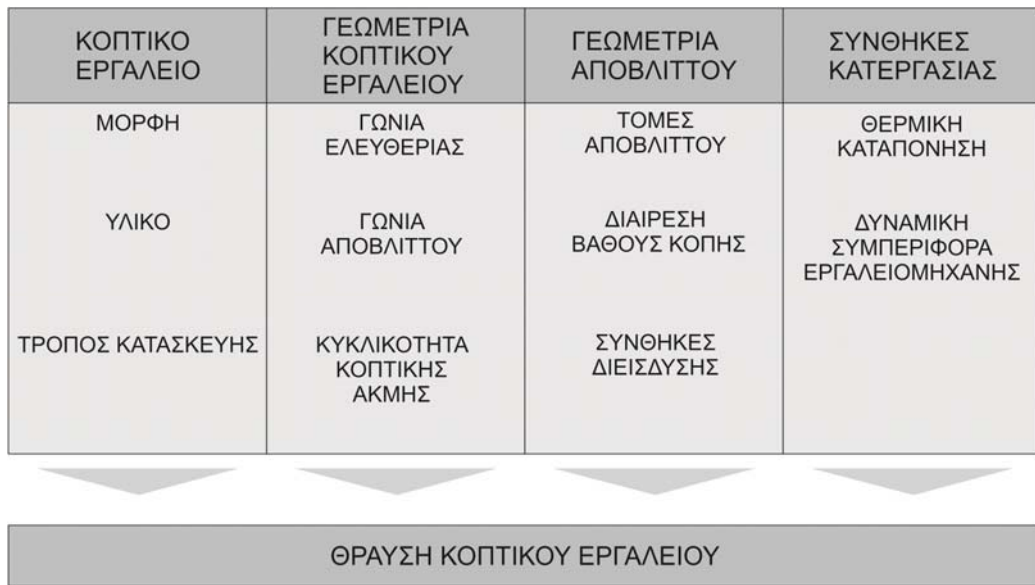 ΚΟΠΤΙΚΟ
ΕΡΓΑΛΕΙΟ
ΓΕΩΜΕΤΡΙΑ
ΚΟΠΤΙΚΟΥ
ΕΡΓΑΛΕΙΟΥ
ΓΕΩΜΕΤΡΙΑ
ΑΠΟΒΛΙΤΤΟΥ
ΣΥΝΘΗΚΕΣ
ΚΑΤΕΡΓΑΣΙΑΣ
ΜΟΡΦΗ
ΓΩΝΙΑ
ΕΛΕΥΘΕΡΙΑΣ
ΤΟΜΕΣ
ΑΠΟΒΛΙΤΤΟΥ
ΘΕΡΜΙΚΗ
ΚΑΤΑΠΟΝΗΣΗ
ΥΛΙΚΟ
ΓΩΝΙΑ
ΑΠΟΒΛΙΤΤΟΥ
ΔΙΑΙΡΕΣΗ
ΒΑΘΟΥΣ ΚΟΠΗΣ
ΔΥΝΑΜΙΚΗ
ΣΥΜΠΕΡΙΦΟΡΑ
ΕΡΓΑΛΕΙΟΜΗΧΑΝΗΣ
ΤΡΟΠΟΣ ΚΑΤΑΣΚΕΥΗΣ
ΚΥΚΛΙΚΟΤΗΤΑ
ΚΟΠΤΙΚΗΣ
ΑΚΜΗΣ
ΣΥΝΘΗΚΕΣ
ΔΙΕΙΣΔΥΣΗΣ
ΘΡΑΥΣΗ ΚΟΠΤΙΚΟΥ ΕΡΓΑΛΕΙΟΥ